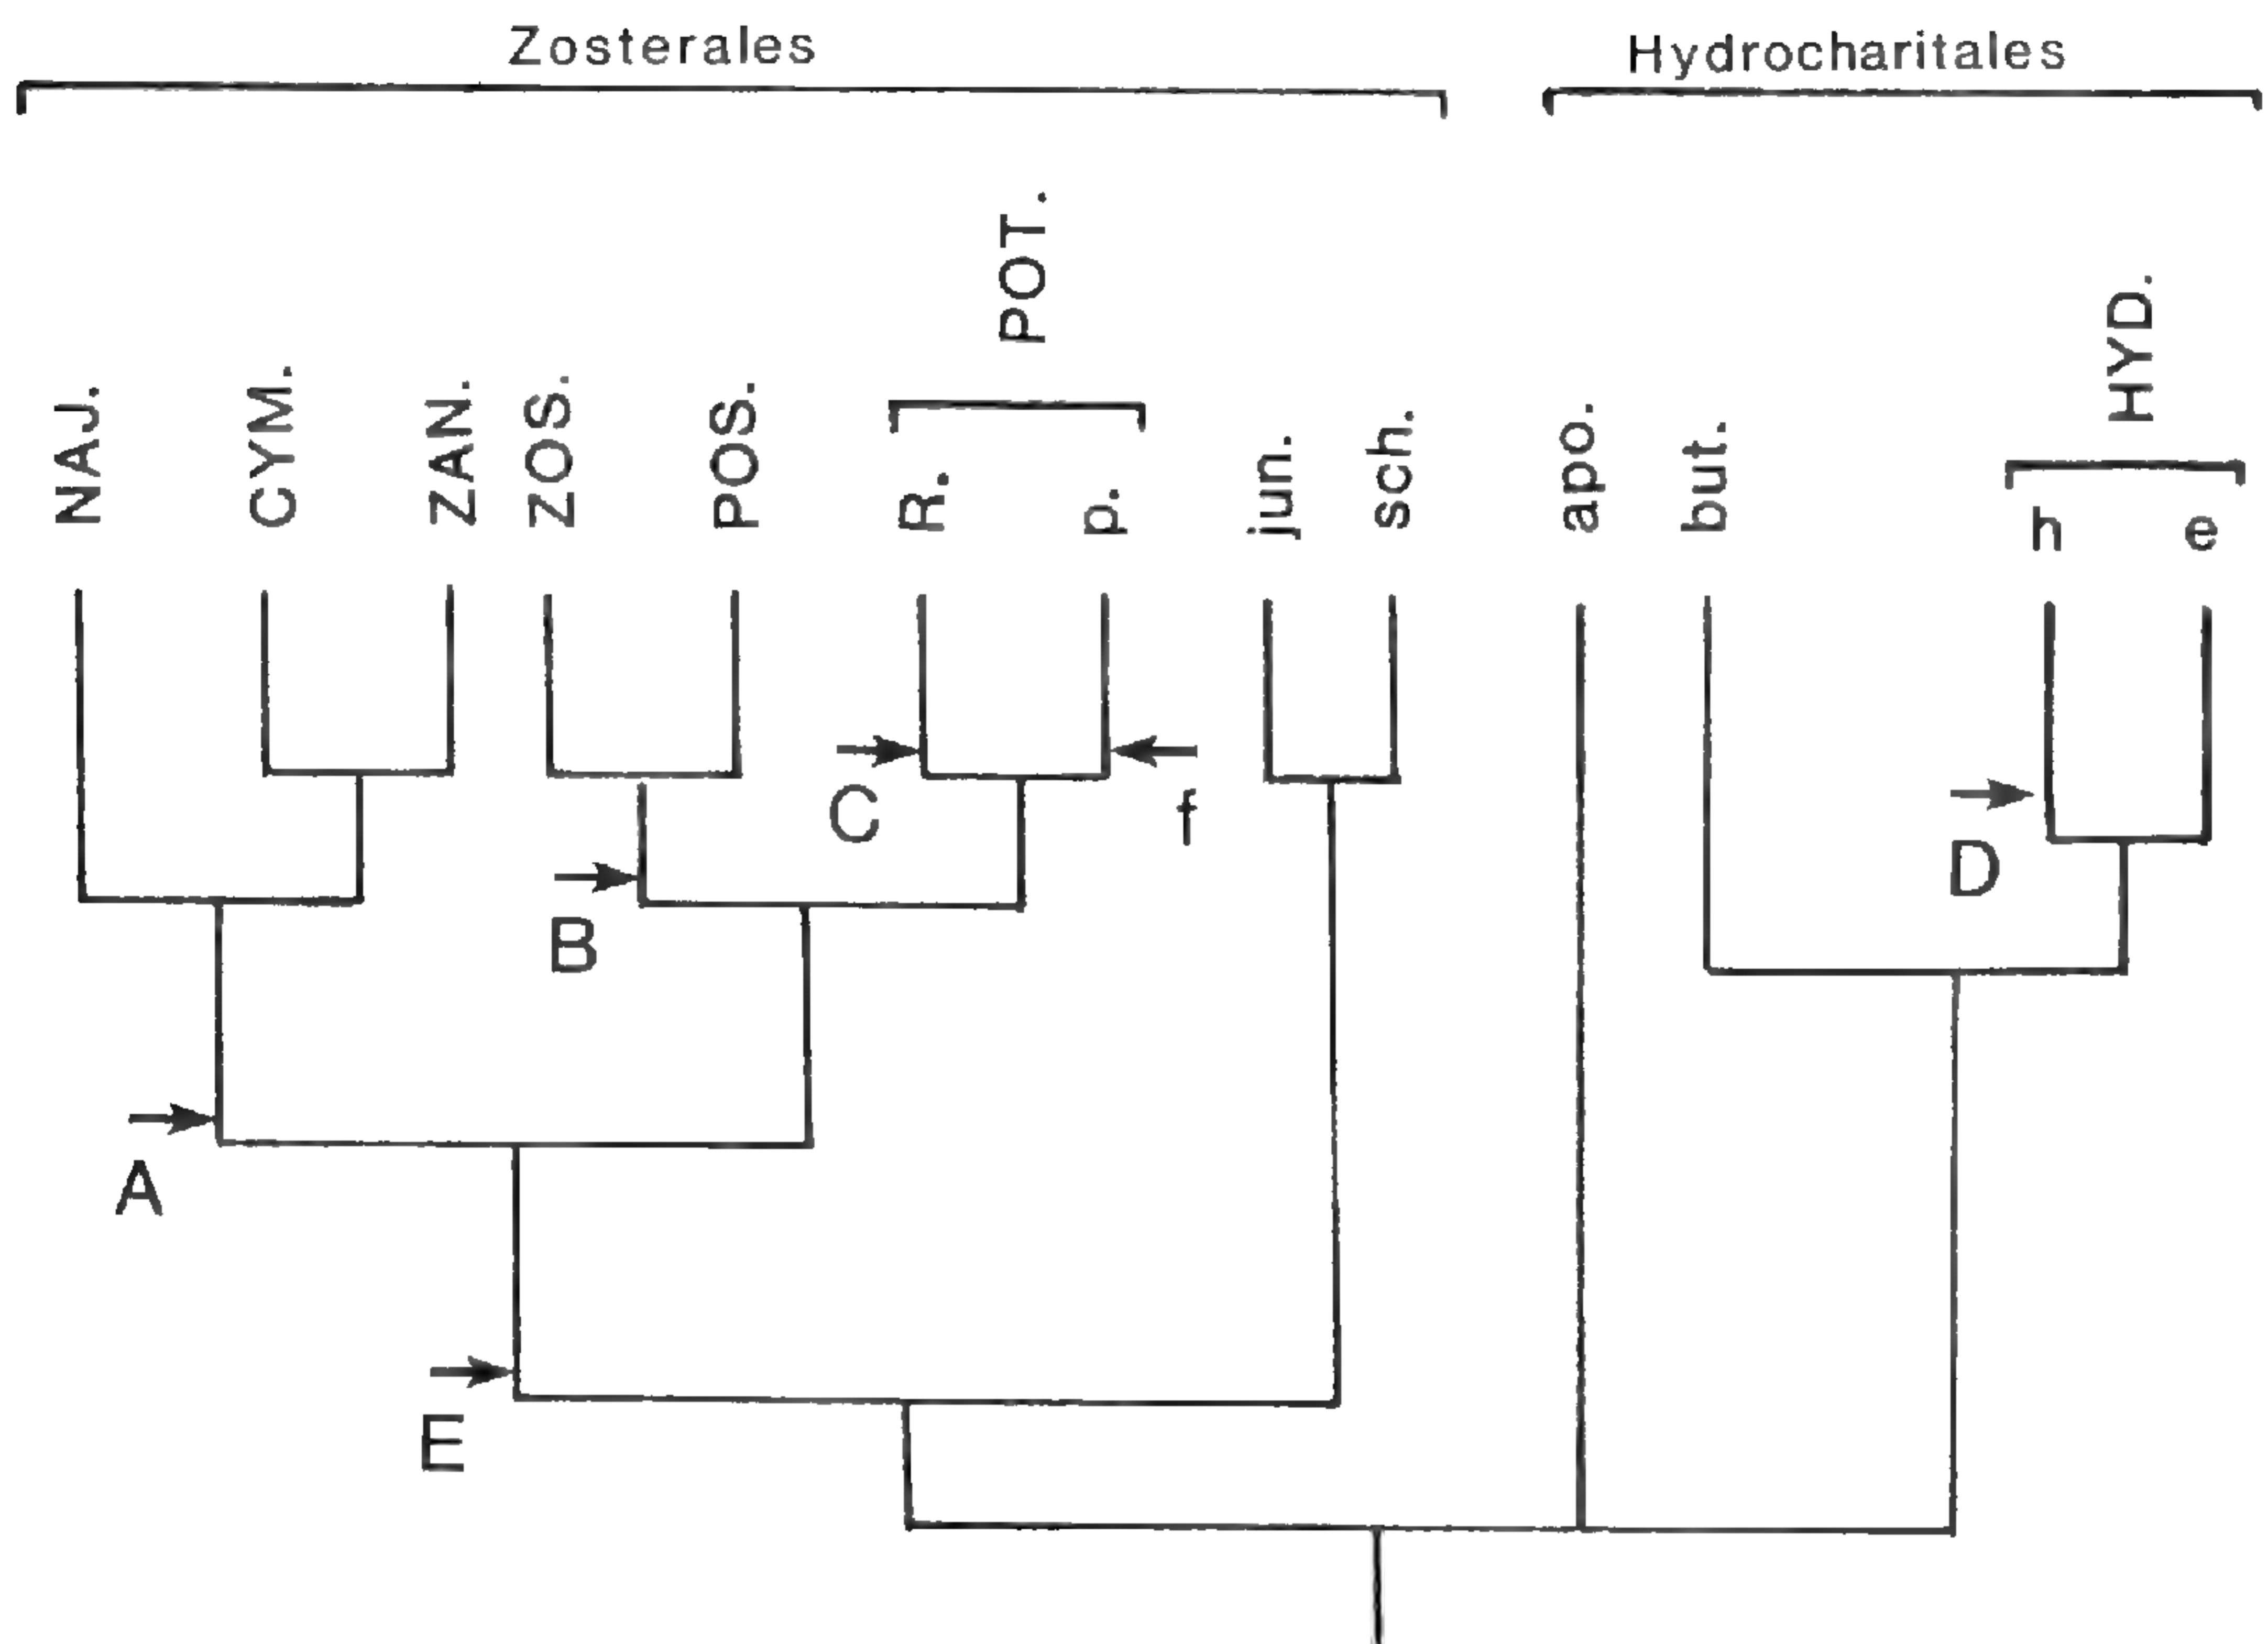 Zosterales Hydrocharitales
POT.
HYD.
NAJ. CYM. ZAN. ZOS. POS. R. p. jun. sch. apo. but. h e
C f
D
B
A
E